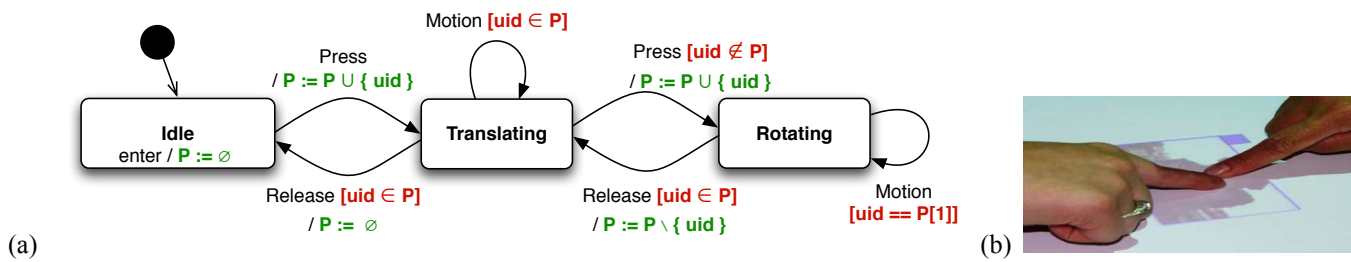 Motion [uid ∈ P]
Press
/ P := P ∪ { uid }
Press [uid ∉ P]
/ P := P ∪ { uid }
Idle
enter / P := ∅
Translating
Rotating
Release [uid ∈ P]
/ P := ∅
Release [uid ∈ P]
/ P := P \ { uid }
Motion
[uid == P[1]]
(a)
(b)